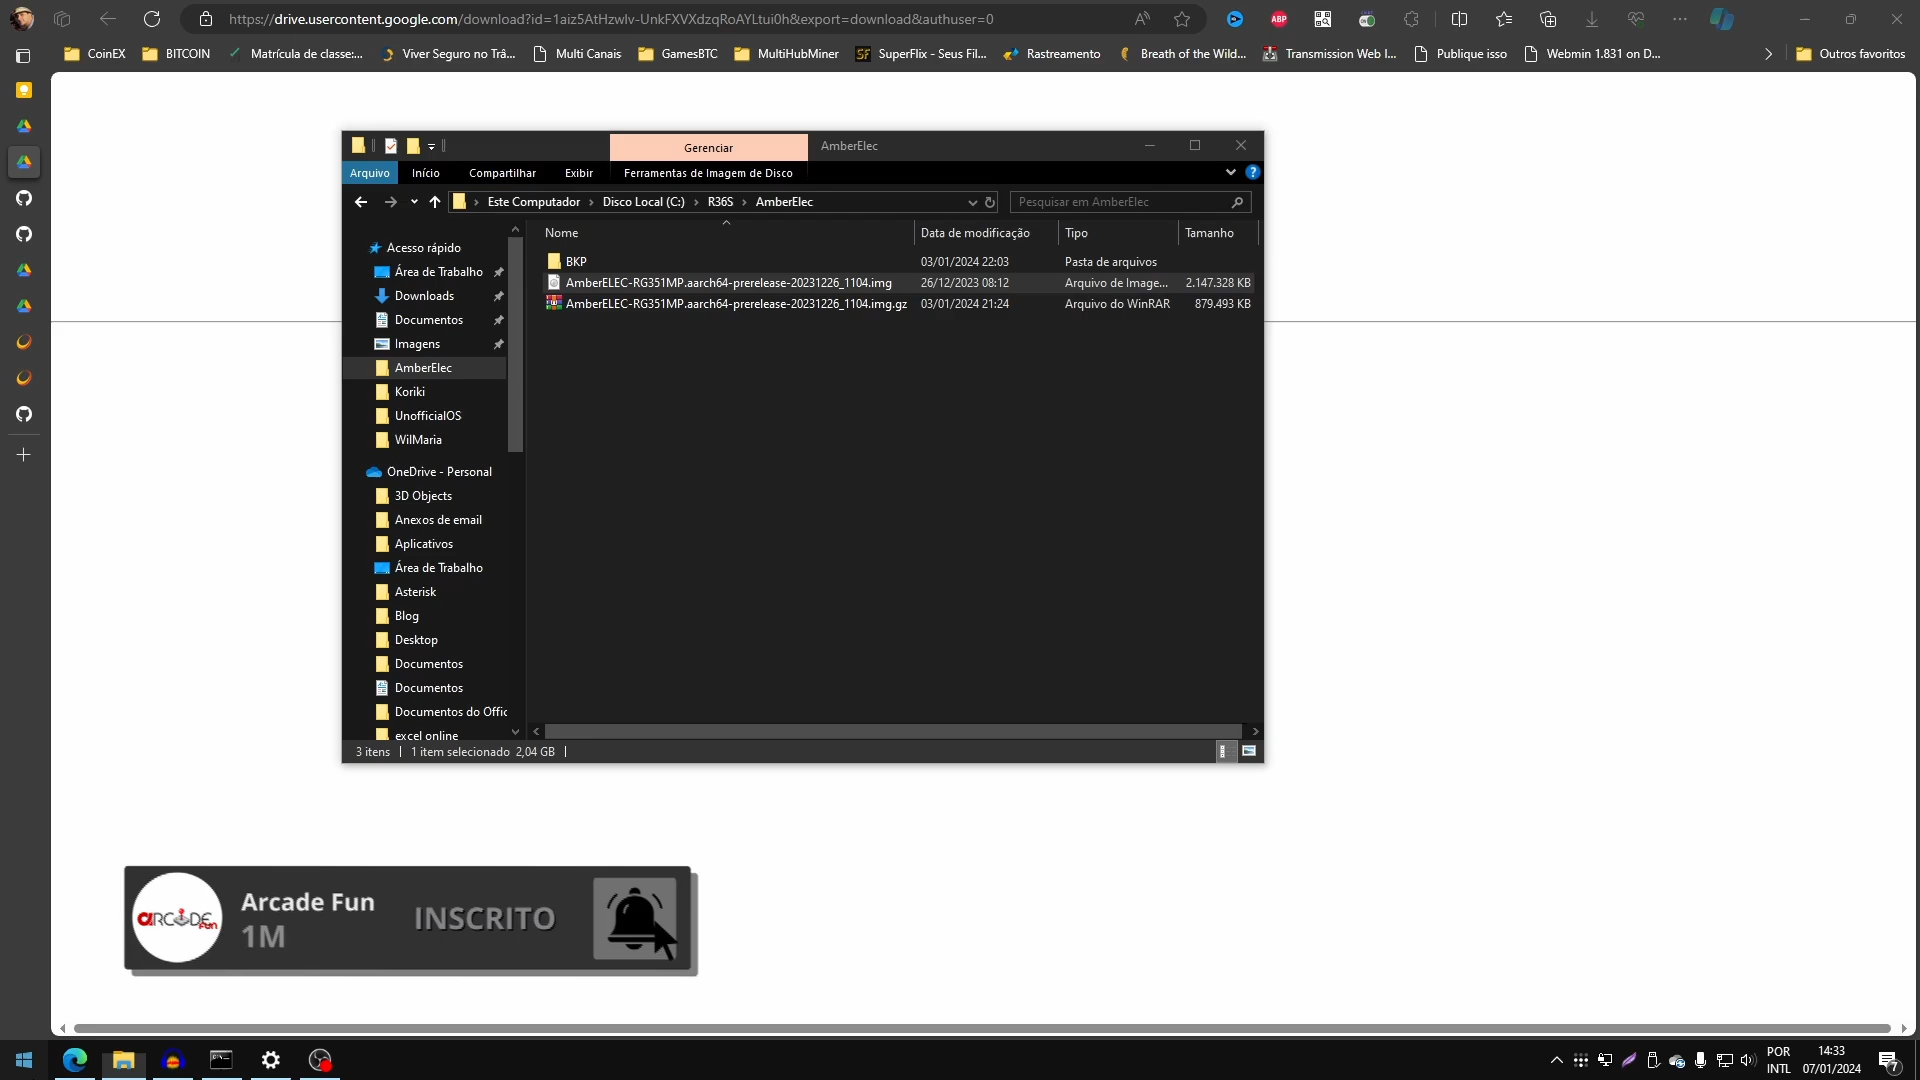 https://drive.usercontent.google.com/download?id=1aiz5AtHzwIv-UnkFXVXdzqRoAYLtui0h&export=download&authuser=0
ABP
CoinEX
BITCOIN
Matrícula de classe:...
Viver Seguro no Trâ...
Multi Canais
GamesBTC
MultiHubMiner
SF
SuperFlix - Seus Fil...
Rastreamento
Breath of the Wild...
Transmission Web I...
Publique isso
Webmin 1.831 on D...
Outros favoritos
Gerenciar
AmberElec
Arquivo
Início
Compartilhar
Exibir
Ferramentas de Imagem de Disco
Este Computador > Disco Local (C:) > R36S > AmberElec
Pesquisar em AmberElec
Nome
Data de modificação
Tipo
Tamanho
BKP
03/01/2024 22:03
Pasta de arquivos
AmberELEC-RG351MP.aarch64-prerelease-20231226_1104.img
26/12/2023 08:12
Arquivo de Image...
2.147.328 KB
AmberELEC-RG351MP.aarch64-prerelease-20231226_1104.img.gz
03/01/2024 21:24
Arquivo do WinRAR
879.493 KB
Acesso rápido
Área de Trabalho
Downloads
Documentos
Imagens
AmberElec
Koriki
UnofficialOS
WilMaria
OneDrive - Personal
3D Objects
Anexos de email
Aplicativos
Área de Trabalho
Asterisk
Blog
Desktop
Documentos
Documentos
Documentos do Offic
excel online
3 itens
1 item selecionado 2,04 GB
ARCADE Fun
Arcade Fun
1M
INSCRITO
POR
INTL
14:33
07/01/2024
7